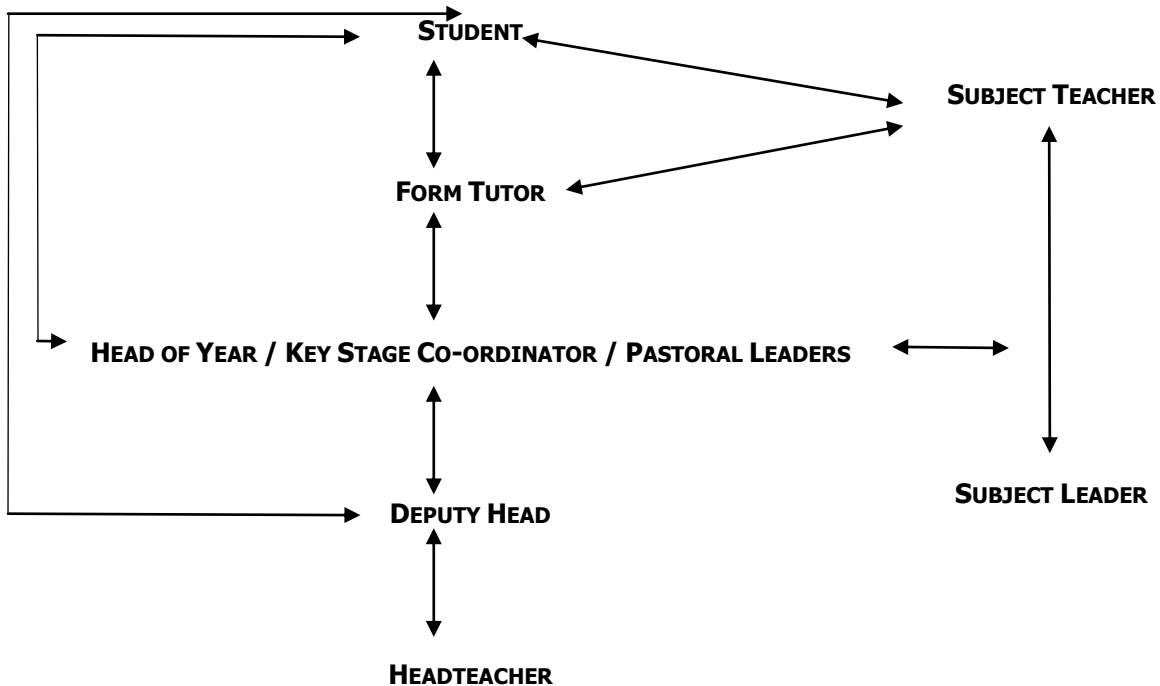 STUDENT
SUBJECT TEACHER
FORM TUTOR
HEAD OF YEAR / KEY STAGE CO-ORDINATOR / PASTORAL LEADERS
SUBJECT LEADER
DEPUTY HEAD
HEADTEACHER